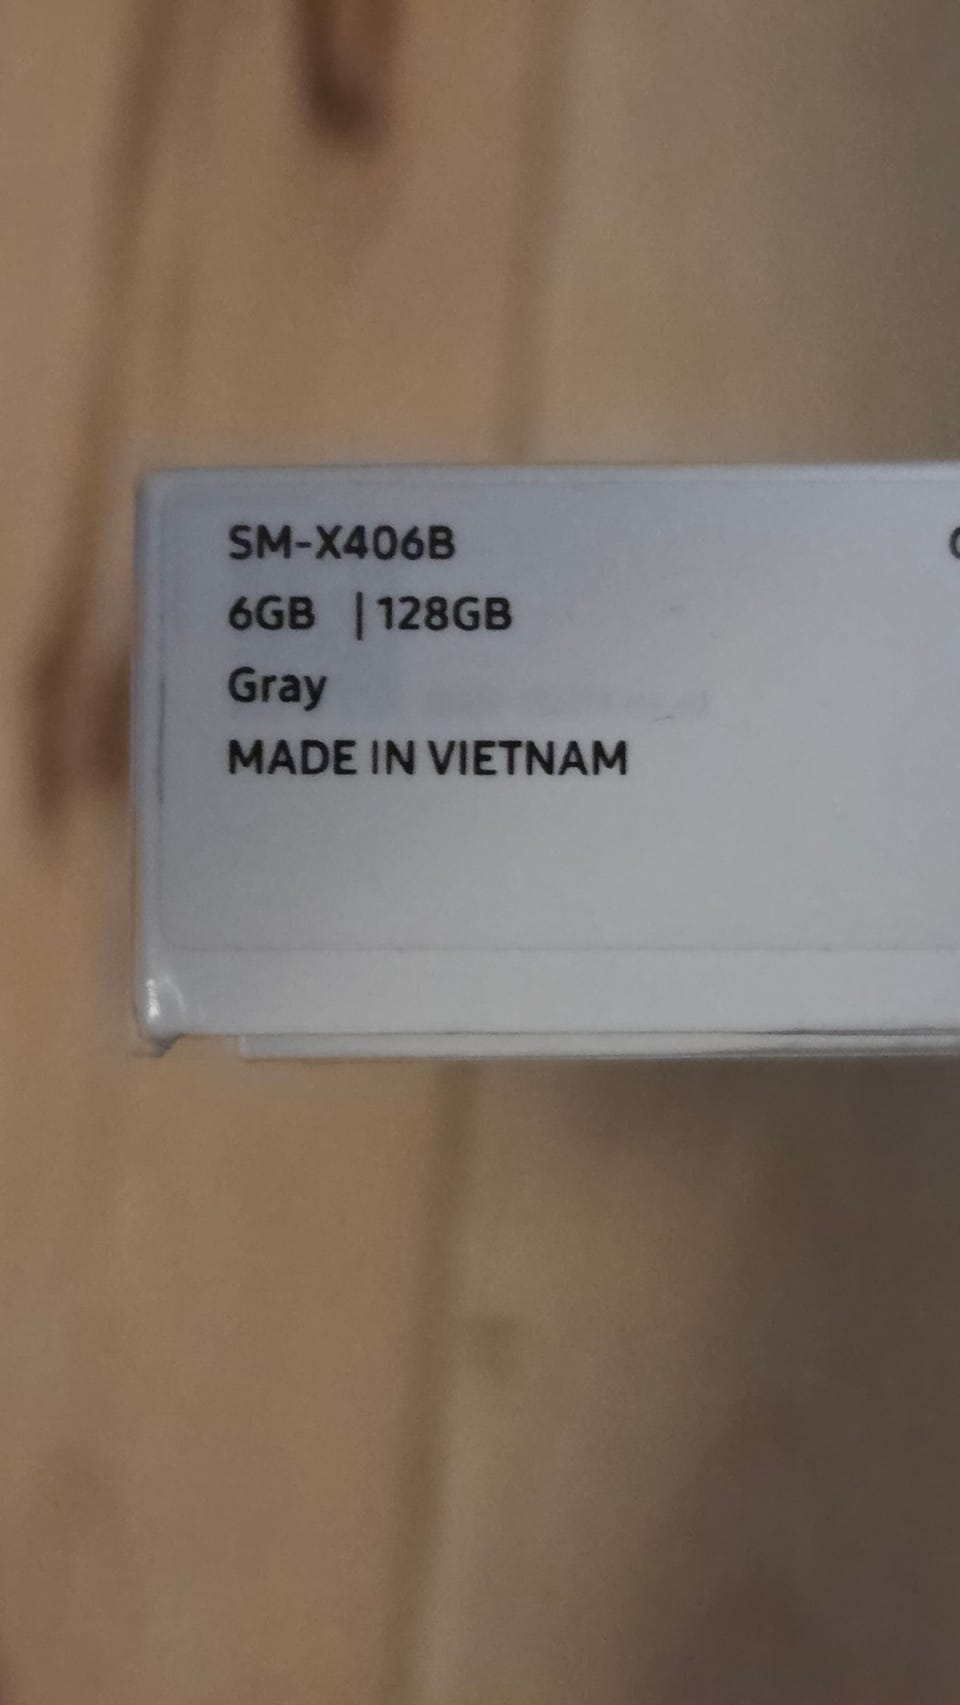 SM-X406B
6GB | 128GB
Gray
MADE IN VIETNAM